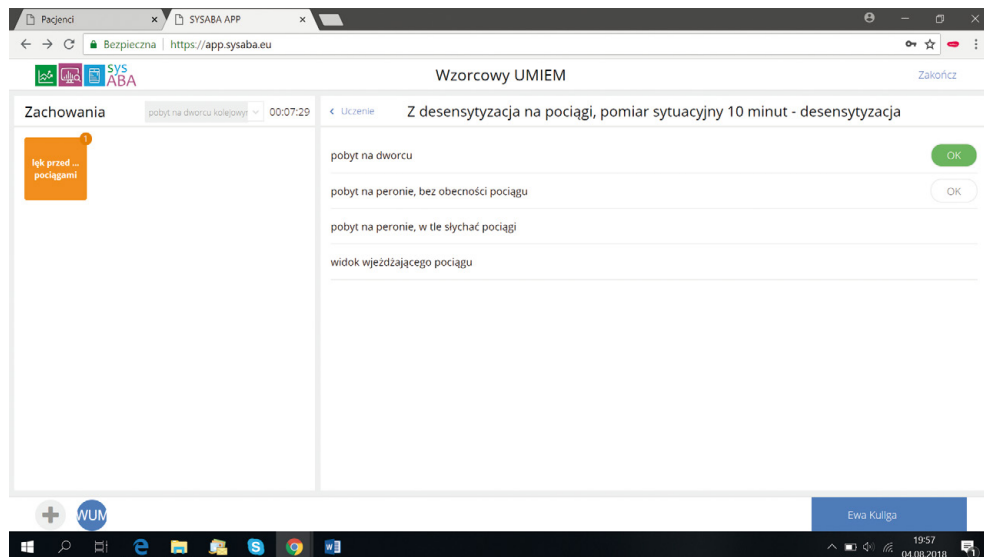 Pacjenci
SYSABA APP
Bezpieczna | https://app.sysaba.eu
sys
ABA
Wzorcowy UMIEM
Zakończ
Zachowania
pobyt na dworcu kolejowyr
00:07:29
Uczenie
Z desensytyzacja na pociągi, pomiar sytuacyjny 10 minut - desensytyzacja
1
lęk przed ...
pociągami
pobyt na dworcu
OK
pobyt na peronie, bez obecności pociągu
OK
pobyt na peronie, w tle słychać pociągi
widok wjeżdżającego pociągu
WUM
Ewa Kuliga
19:57
04.08.2018